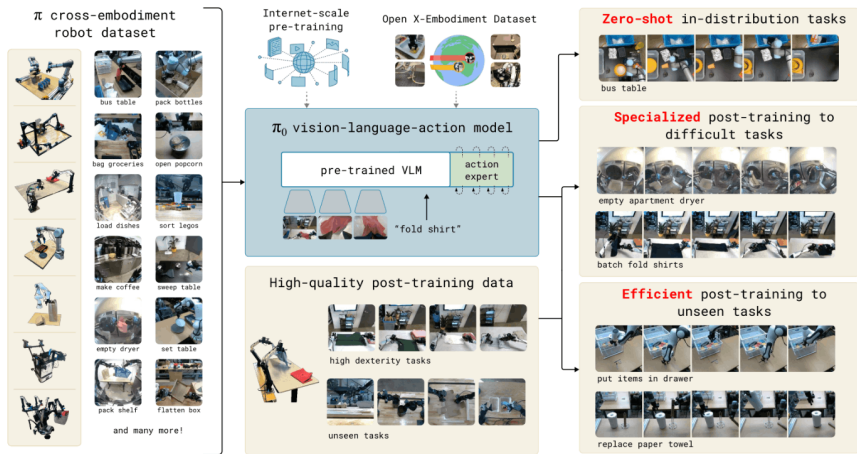 π cross-embodiment
robot dataset
bus table
pack bottles
bag groceries
open popcorn
load dishes
sort legos
make coffee
sweep table
empty dryer
set table
pack shelf
flatten box
and many more!
Internet-scale
pre-training
Open X-Embodiment Dataset
π₀ vision-language-action model
pre-trained VLM
action
expert
"fold shirt"
High-quality post-training data
high dexterity tasks
unseen tasks
Zero-shot in-distribution tasks
bus table
Specialized post-training to
difficult tasks
empty apartment dryer
batch fold shirts
Efficient post-training to
unseen tasks
put items in drawer
replace paper towel